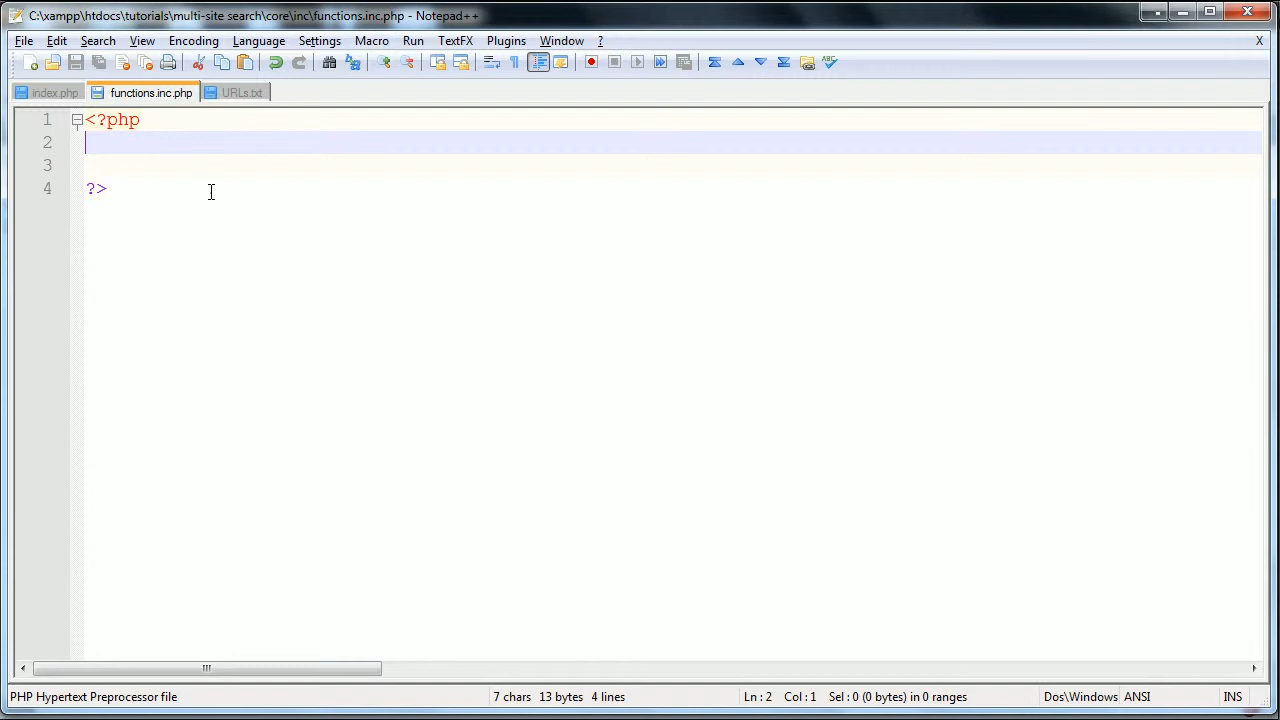 C:\xampp\htdocs\tutorials\multi-site search\core\inc\functions.inc.php - Notepad++
File Edit Search View Encoding Language Settings Macro Run TextFX Plugins Window ? X
index.php functions.inc.php URLs.txt
1 <?php
2
3
4 ?>
PHP Hypertext Preprocessor file 7 chars 13 bytes 4 lines Ln : 2 Col : 1 Sel : 0 (0 bytes) in 0 ranges Dos\Windows ANSI INS